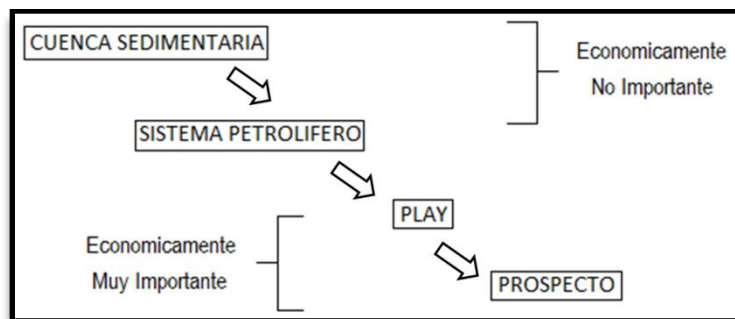 CUENCA SEDIMENTARIA
Economicamente
No Importante
SISTEMA PETROLIFERO
PLAY
Economicamente
Muy Importante
PROSPECTO